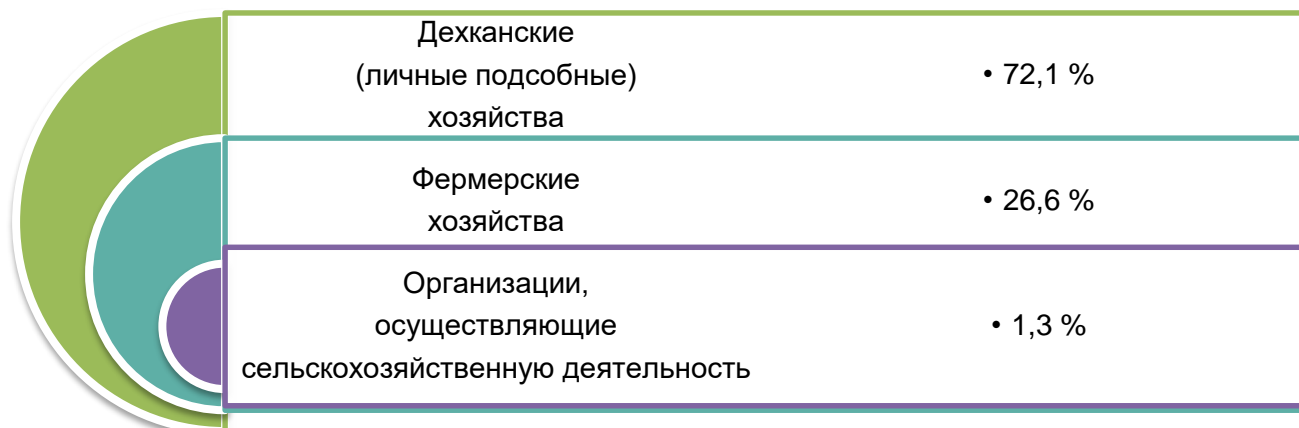 Дехканские
(личные подсобные)
хозяйства
• 72,1 %
Фермерские
хозяйства
• 26,6 %
Организации,
осуществляющие
сельскохозяйственную деятельность
• 1,3 %